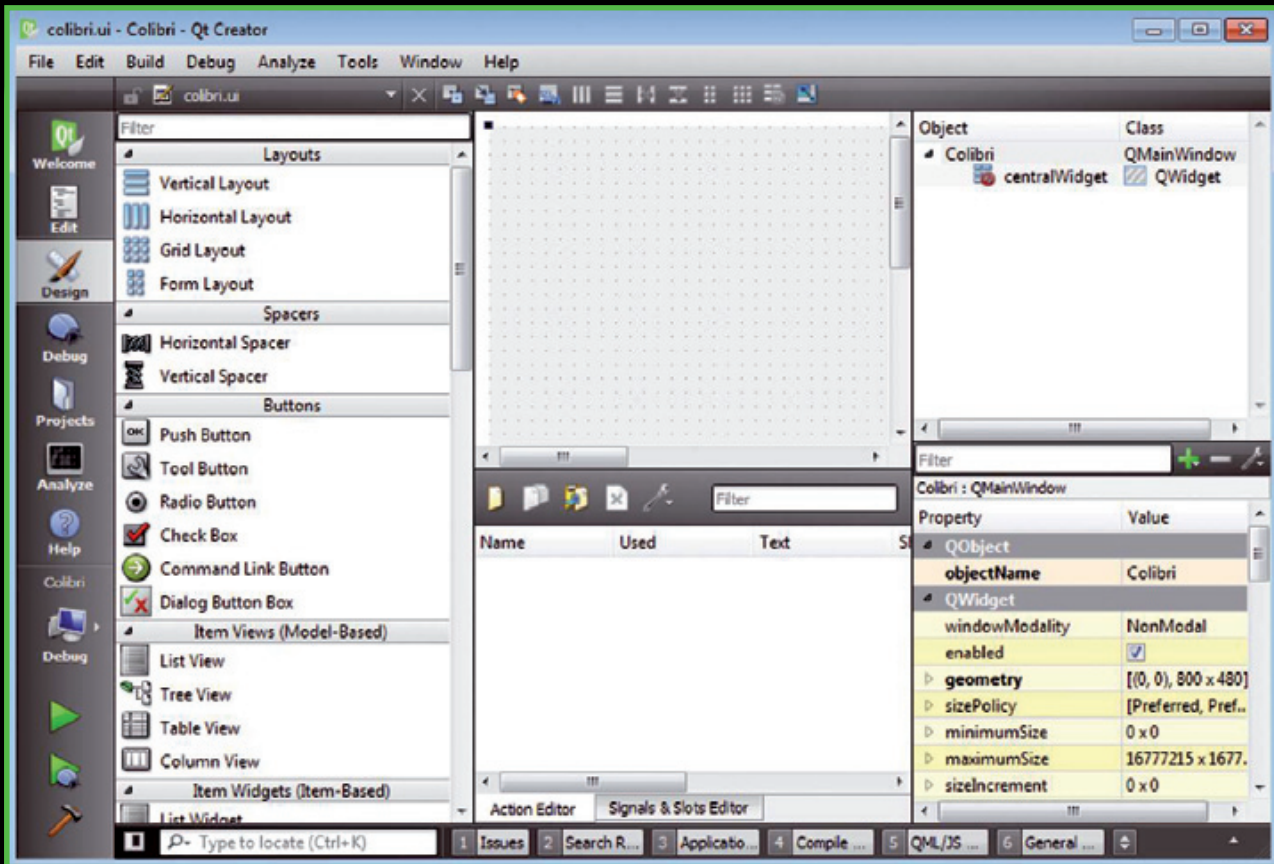 colibri.ui - Colibri - Qt Creator
File Edit Build Debug Analyze Tools Window Help
colibri.ui
Qt
Welcome
Edit
Design
Debug
Projects
Analyze
Help
Colibri
Debug
Filter
Layouts
Vertical Layout
Horizontal Layout
Grid Layout
Form Layout
Spacers
Horizontal Spacer
Vertical Spacer
Buttons
OK Push Button
Tool Button
Radio Button
Check Box
Command Link Button
Dialog Button Box
Item Views (Model-Based)
List View
Tree View
Table View
Column View
Item Widgets (Item-Based)
List Widget
Filter
Name Used Text
Action Editor Signals & Slots Editor
Object Class
Colibri QMainWindow
centralWidget QWidget
Filter
Colibri : QMainWindow
Property Value
QObject
objectName Colibri
QWidget
windowModality NonModal
enabled
geometry [(0, 0), 800 x 480]
sizePolicy [Preferred, Pref..
minimumSize 0 x 0
maximumSize 16777215 x 1677.
sizeIncrement 0 x 0
Type to locate (Ctrl+K) 1 Issues 2 Search R... 3 Applicatio... 4 Compile ... 5 QML/JS ... 6 General ...